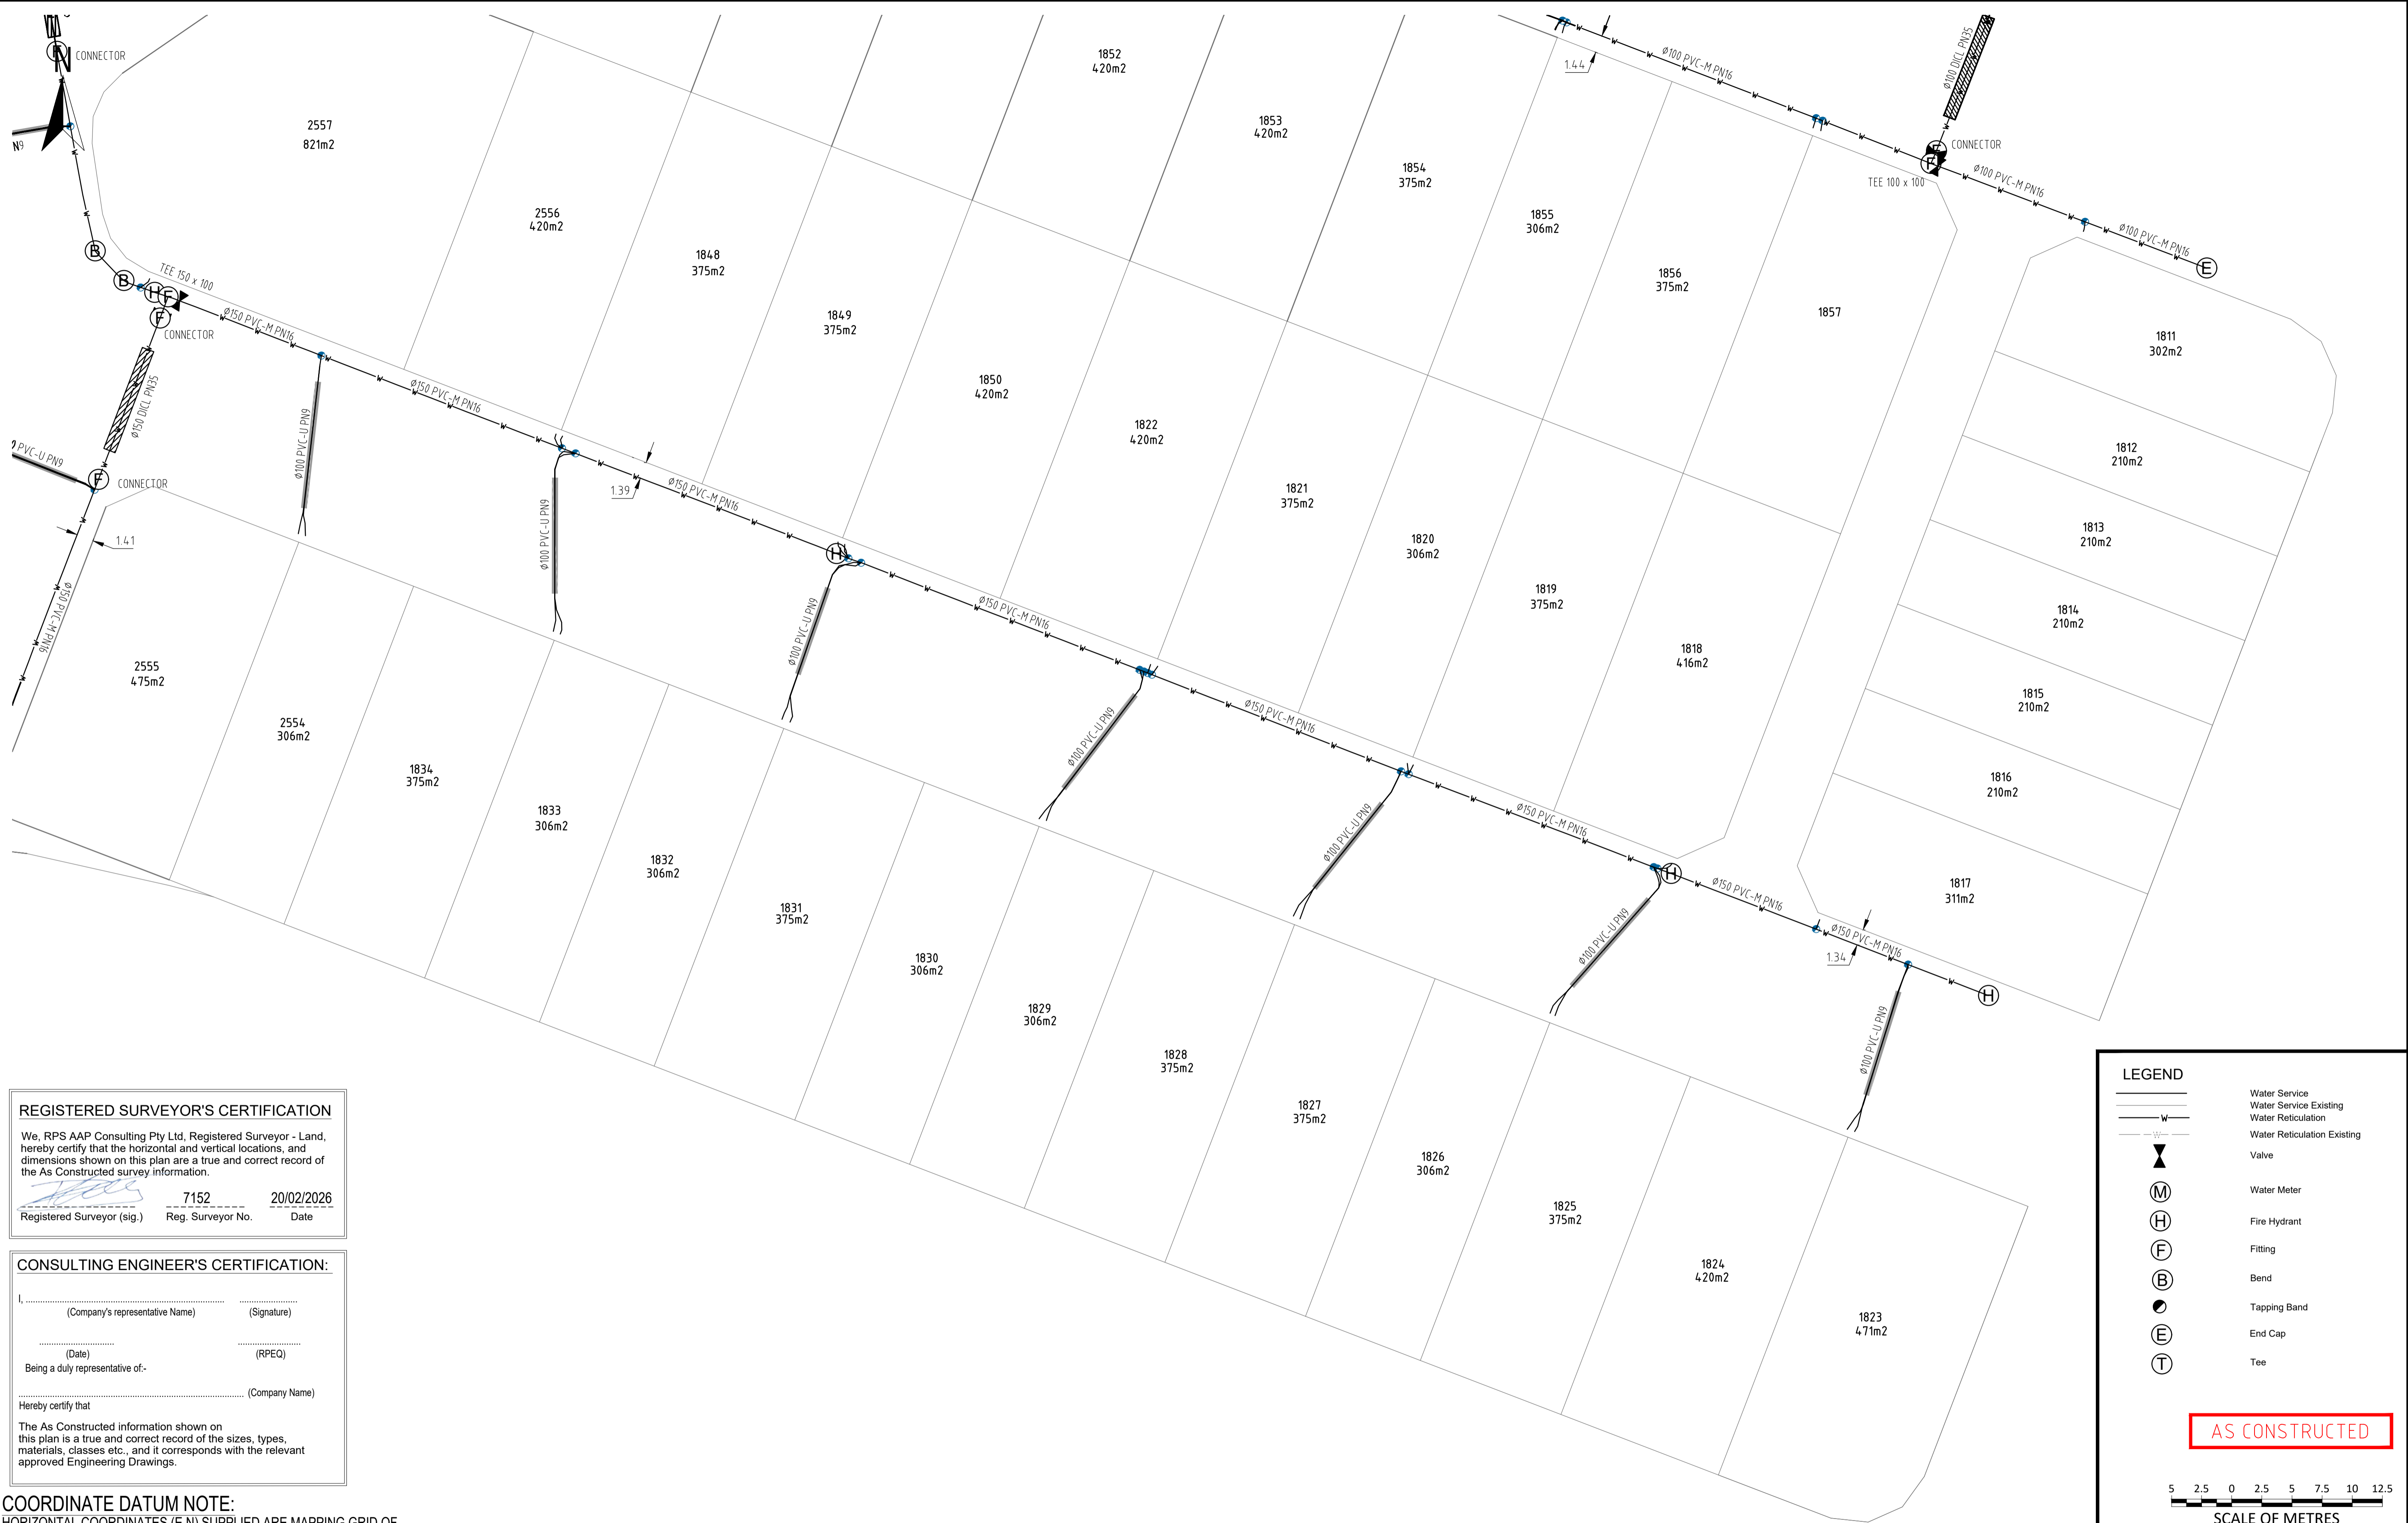 N
CONNECTOR
N9
B
B
TEE 150 x 100
H
F
F
CONNECTOR
Ø150 DICL PN35
PVC-U PN9
F
CONNECTOR
1.41
Ø150 PVC-M PN16
2557
821m2
2556
420m2
1848
375m2
1849
375m2
1850
420m2
1852
420m2
1853
420m2
1854
375m2
1855
306m2
1856
375m2
1857
1822
420m2
1821
375m2
1820
306m2
1819
375m2
1818
416m2
1.44
Ø100 PVC-M PN16
Ø100 DICL PN35
F
CONNECTOR
F
TEE 100 x 100
Ø100 PVC-M PN16
Ø100 PVC-M PN16
E
1811
302m2
1812
210m2
1813
210m2
1814
210m2
1815
210m2
1816
210m2
1817
311m2
Ø150 PVC-M PN16
Ø150 PVC-M PN16
1.39
Ø150 PVC-M PN16
H
Ø150 PVC-M PN16
Ø150 PVC-M PN16
Ø150 PVC-M PN16
H
Ø150 PVC-M PN16
Ø150 PVC-M PN16
1.34
H
Ø100 PVC-U PN9
Ø100 PVC-U PN9
Ø100 PVC-U PN9
Ø100 PVC-U PN9
Ø100 PVC-U PN9
Ø100 PVC-U PN9
Ø100 PVC-U PN9
2555
475m2
2554
306m2
1834
375m2
1833
306m2
1832
306m2
1831
375m2
1830
306m2
1829
306m2
1828
375m2
1827
375m2
1826
306m2
1825
375m2
1824
420m2
1823
471m2
REGISTERED SURVEYOR'S CERTIFICATION
We, RPS AAP Consulting Pty Ltd, Registered Surveyor - Land,
hereby certify that the horizontal and vertical locations, and
dimensions shown on this plan are a true and correct record of
the As Constructed survey information.
7152 20/02/2026
Registered Surveyor (sig.) Reg. Surveyor No. Date
CONSULTING ENGINEER'S CERTIFICATION:
I, ............................................................ ....................
(Company's representative Name) (Signature)
.................... ....................
(Date) (RPEQ)
Being a duly representative of:-
............................................................ (Company Name)
Hereby certify that
The As Constructed information shown on
this plan is a true and correct record of the sizes, types,
materials, classes etc., and it corresponds with the relevant
approved Engineering Drawings.
COORDINATE DATUM NOTE:
HORIZONTAL COORDINATES (E,N) SUPPLIED ARE MAPPING GRID OF
LEGEND
Water Service
Water Service Existing
W Water Reticulation
W Water Reticulation Existing
Valve
M Water Meter
H Fire Hydrant
F Fitting
B Bend
Tapping Band
E End Cap
T Tee
AS CONSTRUCTED
5 2.5 0 2.5 5 7.5 10 12.5
SCALE OF METRES